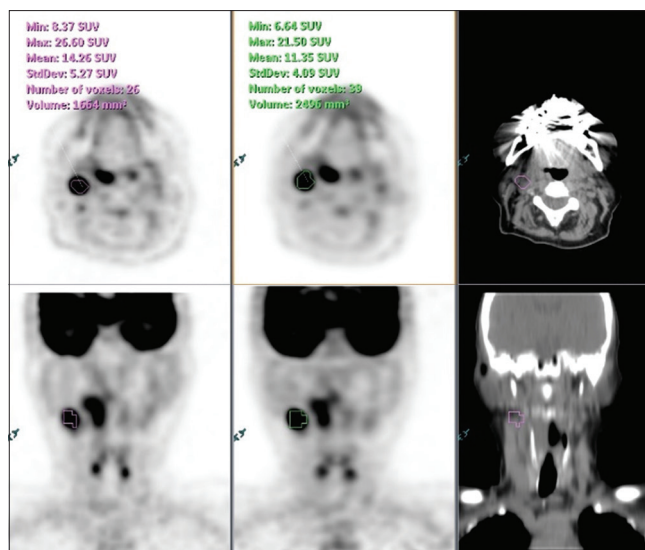 Min: 8.37 SUV
Max: 26.60 SUV
Mean: 14.26 SUV
StdDev: 5.27 SUV
Number of voxels: 26
Volume: 1664 mm³
Min: 6.64 SUV
Max: 21.50 SUV
Mean: 11.35 SUV
StdDev: 4.09 SUV
Number of voxels: 39
Volume: 2496 mm³